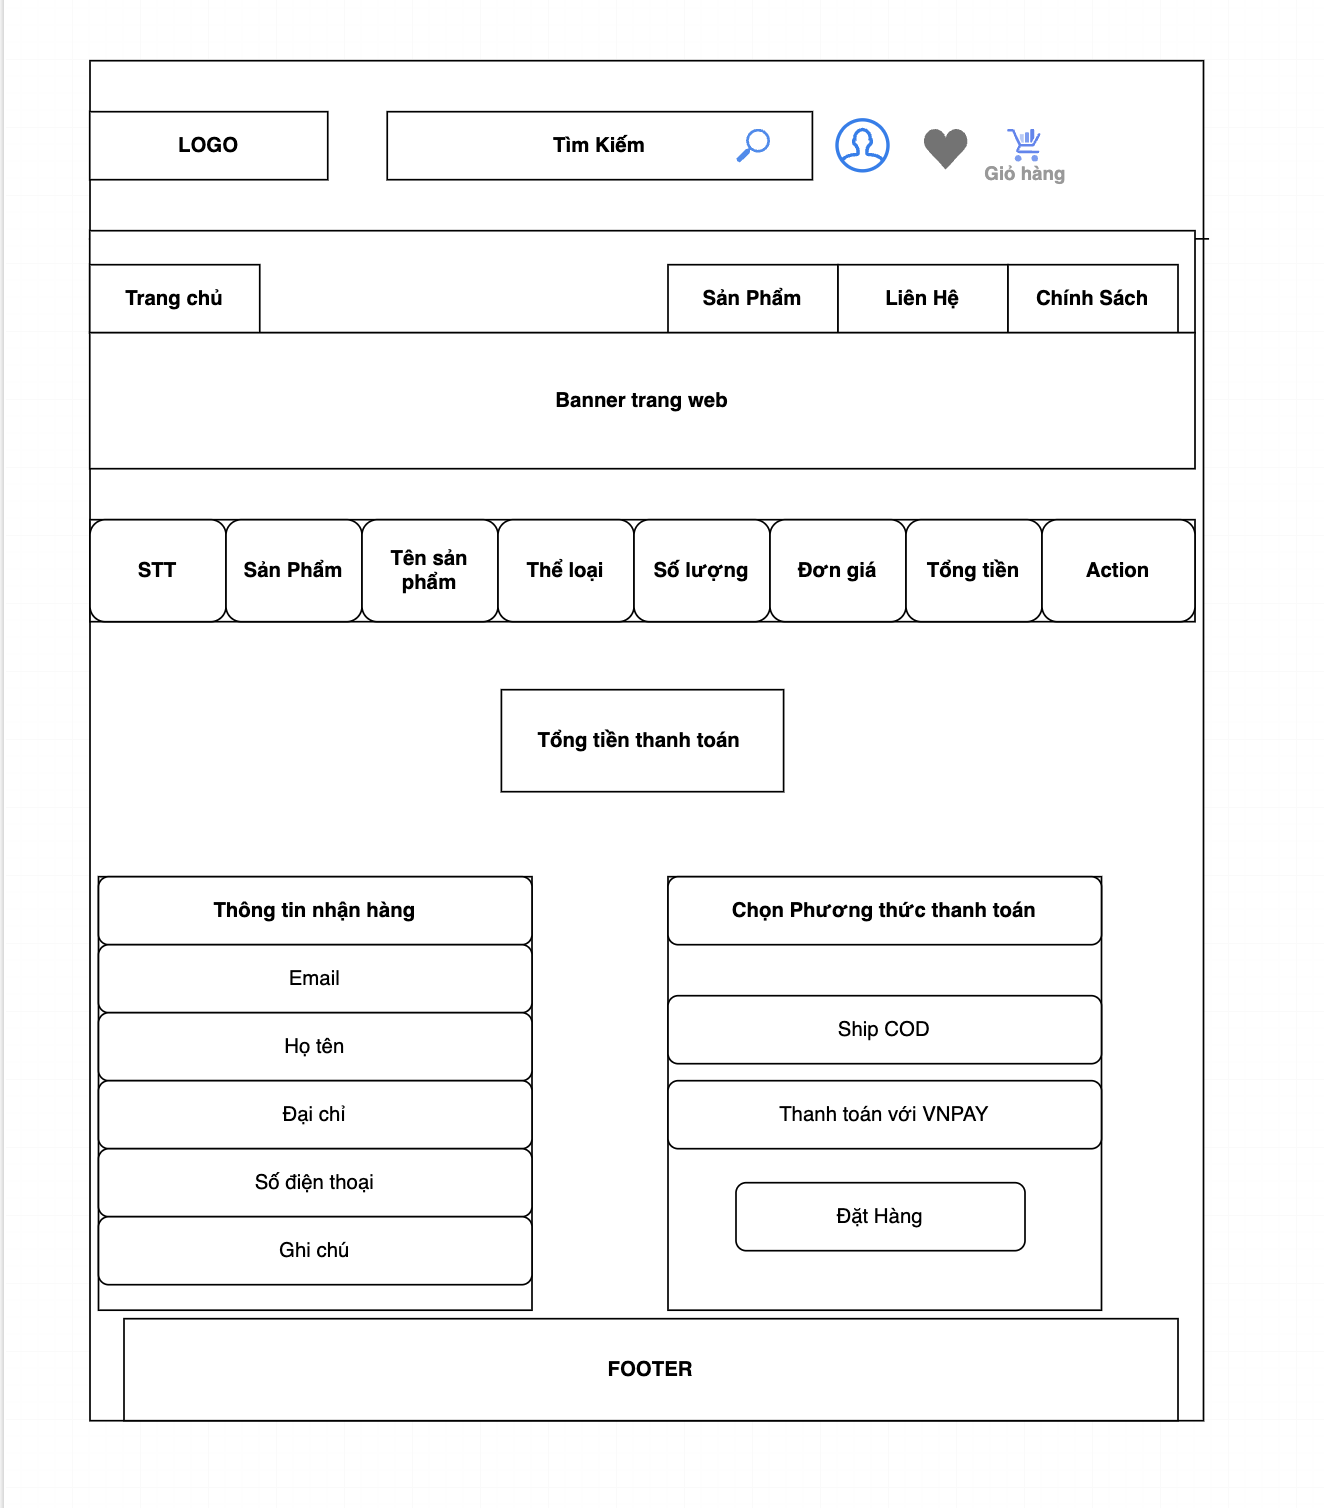 LOGO
Tìm Kiếm
Giỏ hàng
Trang chủ
Sản Phẩm
Liên Hệ
Chính Sách
Banner trang web
STT
Sản Phẩm
Tên sản
phẩm
Thể loại
Số lượng
Đơn giá
Tổng tiền
Action
Tổng tiền thanh toán
Thông tin nhận hàng
Email
Họ tên
Đại chỉ
Số điện thoại
Ghi chú
Chọn Phương thức thanh toán
Ship COD
Thanh toán với VNPAY
Đặt Hàng
FOOTER